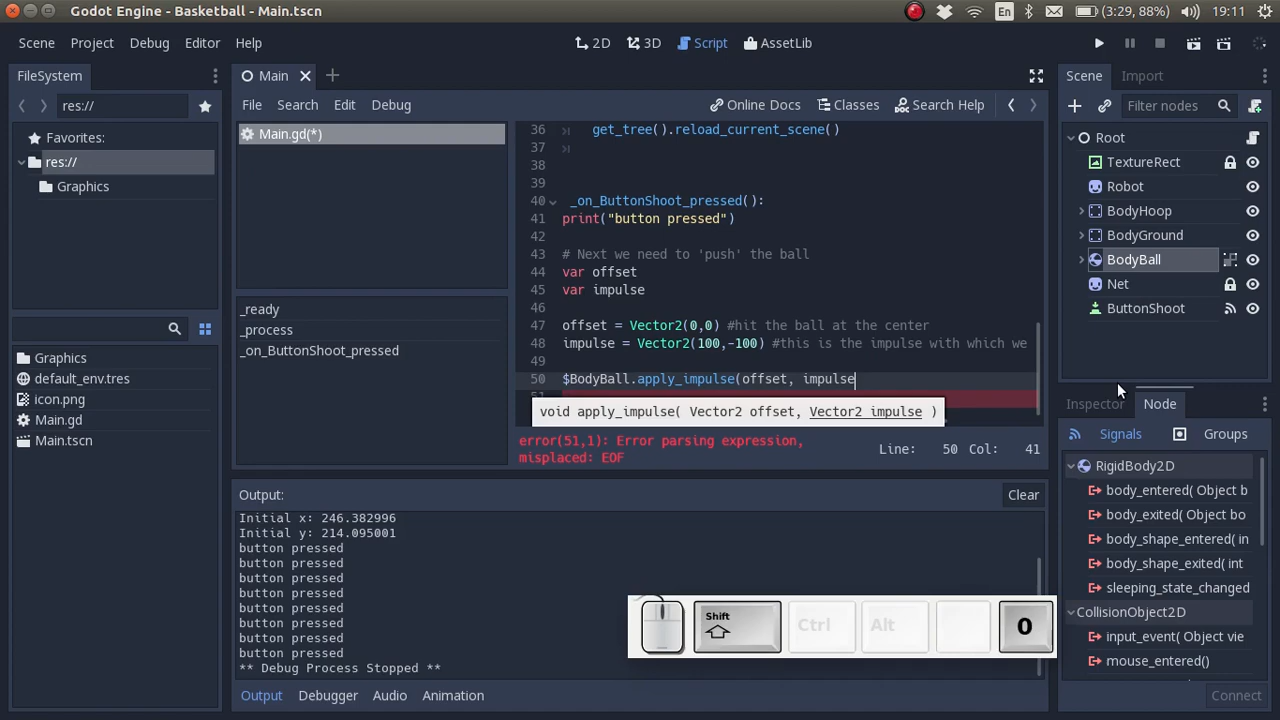 Godot Engine - Basketball - Main.tscn
En
(3:29, 88%)
19:11
Scene
Project
Debug
Editor
Help
2D
3D
Script
AssetLib
FileSystem
Main
Scene
Import
res://
File
Search
Edit
Debug
Online Docs
Classes
Search Help
Filter nodes
Favorites:
res://
Graphics
Main.gd(*)
_ready
_process
_on_ButtonShoot_pressed
Graphics
default_env.tres
icon.png
Main.gd
Main.tscn
36 get_tree().reload_current_scene()
37
38
39
40 _on_ButtonShoot_pressed():
41 print("button pressed")
42
43 # Next we need to 'push' the ball
44 var offset
45 var impulse
46
47 offset = Vector2(0,0) #hit the ball at the center
48 impulse = Vector2(100,-100) #this is the impulse with which we
49
50 $BodyBall.apply_impulse(offset, impulse
void apply_impulse( Vector2 offset, Vector2 impulse )
error(51,1): Error parsing expression,
misplaced: EOF
Line: 50 Col: 41
Root
TextureRect
Robot
BodyHoop
BodyGround
BodyBall
Net
ButtonShoot
Inspector
Node
Signals
Groups
RigidBody2D
body_entered( Object b
body_exited( Object bo
body_shape_entered( in
body_shape_exited( int
sleeping_state_changed
CollisionObject2D
input_event( Object vie
mouse_entered()
Connect
Output:
Clear
Initial x: 246.382996
Initial y: 214.095001
button pressed
button pressed
button pressed
button pressed
button pressed
button pressed
button pressed
button pressed
** Debug Process Stopped **
Shift
Ctrl
Alt
0
Output
Debugger
Audio
Animation